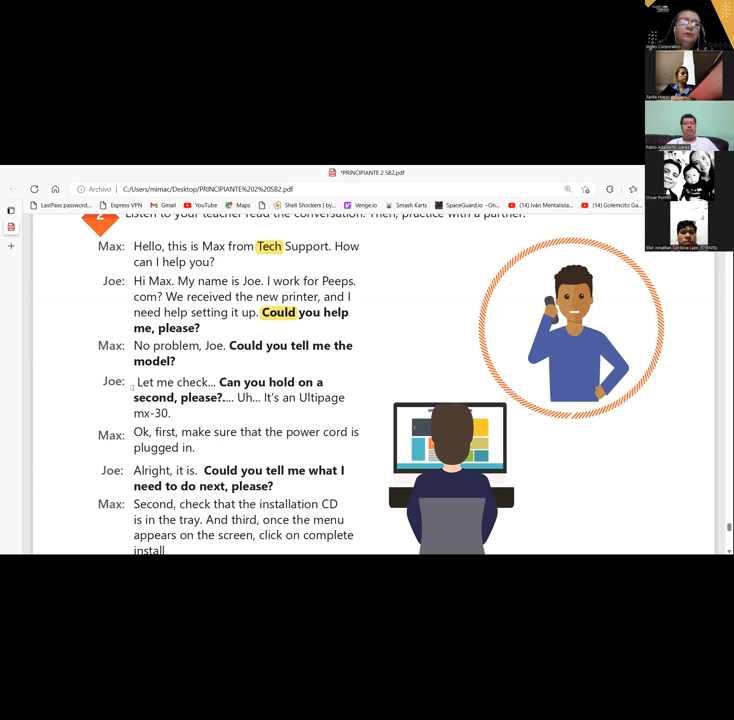 *PRINCIPIANTE 2 SB2.pdf
Archivo C:/Users/mimac/Desktop/PRINCIPIANTE%202%20SB2.pdf
LastPass password... Express VPN Gmail YouTube Maps Shell Shockers | by... Venge.io Smash Karts SpaceGuard.io - On... (14) Iván Mentalista... (14) Golemcito Ga...
2 Listen to your teacher read the conversation. Then, practice with a partner.
Max: Hello, this is Max from Tech Support. How
can I help you?
Joe: Hi Max. My name is Joe. I work for Peeps.
com? We received the new printer, and I
need help setting it up. Could you help
me, please?
Max: No problem, Joe. Could you tell me the
model?
Joe: Let me check... Can you hold on a
second, please?.... Uh... It's an Ultipage
mx-30.
Max: Ok, first, make sure that the power cord is
plugged in.
Joe: Alright, it is. Could you tell me what I
need to do next, please?
Max: Second, check that the installation CD
is in the tray. And third, once the menu
appears on the screen, click on complete
install
Inglés Corporativo
Pablo Adalberto Juárez
Oscar Portillo